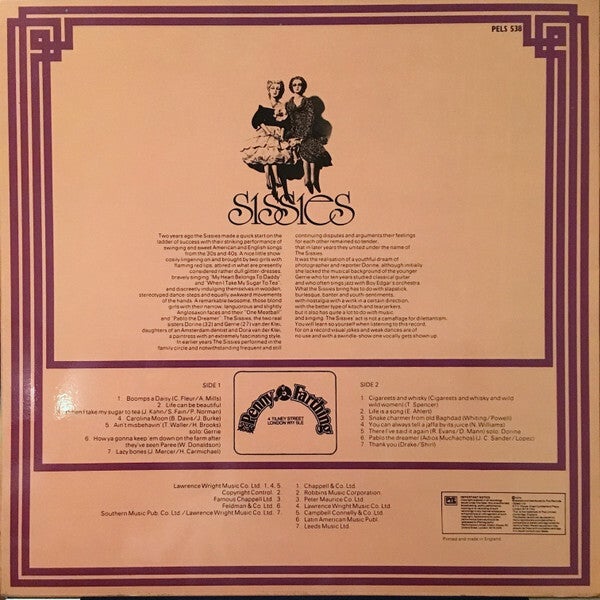 PELS 538
SISSIES
Two years ago the Sissies made a quick start on the
ladder of success with their striking performance of
swinging end sweet American and English songs
from the 30s and 40s. A nice little show-
cosily lingering on and brought by two girls with
flaming red lips, attired in what are presently
considered rather dull glitter-dresses,
bravely singing "My Heart Belongs To Daddy"
and "When I Take My Sugar To Tea"
and discreetly indulging themselves in wooden,
stereotyped dance-steps and equally awkward movements
of the hands. A remarkable twosome, those blond
girls with their narrow, languorous and slightly
Anglosaxon faces and their "One Meatball"
and "Pablo the Dreamer". The Sissies, the two real
sisters Dorine (32) and Gerrie (27) van der Klei,
daughters of an Amsterdam dentist and Doria van der Klei,
a poetress with an extremely fascinating style.
In earlier years The Sissies performed in the
family circle and notwithstanding frequent and still
continuing disputes and arguments their feelings
for each other remained so tender,
that in later years they united under the name of
The Sissies.
It was the realisation of a youthful dream of
photographer and reporter Dorine, although initially
she lacked the musical background of the younger
Gerrie who for ten years studied classical guitar
and who often sings jazz with Boy Edgar's orchestra.
What the Sissies bring has to do with slapstick,
burlesque, banter and youth-sentiments,
with nostalgia with a wink in a certain direction,
with the better type of kitsch and tearjerkers,
but it also has quite a lot to do with music,
and singing. The Sissies' act is not a camouflage for dilettantism.
You will learn so yourself when listening to this record,
for on a record visual jokes and weak dances are of
no use and with a swindle-show one vocally gets shown up.
SIDE 1
1. Boomps a Daisy (C. Fleur / A. Mills)
2. Life can be beautiful
3. When I take my sugar to tea (J. Kahn / S. Fain / P. Norman)
4. Carolina Moon (B. Davis / J. Burke)
5. Ain't misbehavin' (T. Waller / H. Brooks)
solo: Gerrie
6. How ya gonna keep 'em down on the farm after
they've seen Paree (W. Donaldson)
7. Lazy bones (J. Mercer / H. Carmichael)
Penny Farthing
4 TILNEY STREET
LONDON W1Y 5LE
SIDE 2
1. Cigareets and whisky (Cigareets and whisky and wild
wild women) (T. Spencer)
2. Life is a song (F. Ahlert)
3. Snake charmer from old Baghdad (Whiting / Powell)
4. You can always tell a jaffa by its juice (N. Williams)
5. There I've said it again (R. Evans / D. Mann) solo: Dorine
6. Pablo the dreamer (Adios Muchachos) (J. C. Sander / Lopez)
7. Thank you (Drake / Shirl)
Lawrence Wright Music Co. Ltd. 1. 4. 5.
Copyright Control. 2.
Famous Chappell Ltd. 3.
Feldman & Co. Ltd. 6.
Southern Music Pub. Co. Ltd. / Lawrence Wright Music Co. Ltd. 7.
1. Chappell & Co. Ltd.
2. Robbins Music Corporation.
3. Peter Maurice Co. Ltd.
4. Lawrence Wright Music Co. Ltd.
5. Campbell Connelly & Co. Ltd.
6. Latin American Music Publ.
7. Leeds Music Ltd.
PYE
IMPORTANT NOTICE
Printed and made in England.